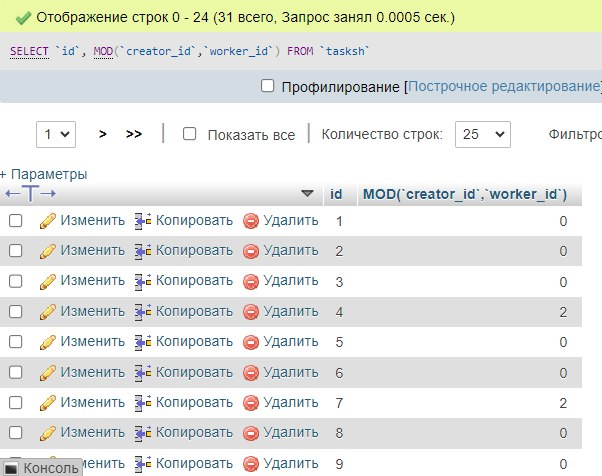 Отображение строк 0 - 24 (31 всего, Запрос занял 0.0005 сек.)
SELECT `id`, MOD(`creator_id`,`worker_id`) FROM `tasksh`
Профилирование [Построчное редактирование]
1 > >> Показать все Количество строк: 25 Фильтро
+ Параметры
←T→ id MOD(`creator_id`,`worker_id`)
Изменить Копировать Удалить 1 0
Изменить Копировать Удалить 2 0
Изменить Копировать Удалить 3 0
Изменить Копировать Удалить 4 2
Изменить Копировать Удалить 5 0
Изменить Копировать Удалить 6 0
Изменить Копировать Удалить 7 2
Изменить Копировать Удалить 8 0
Копировать Удалить 9 0
Консоль